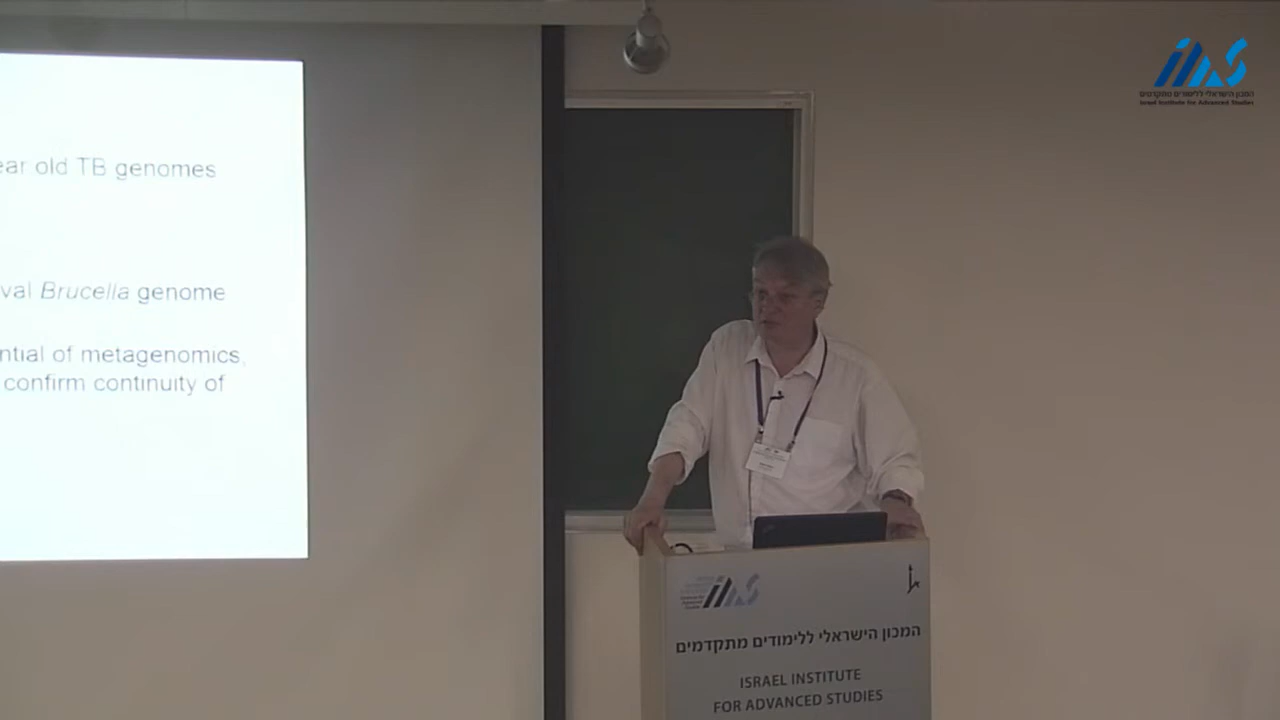 ear old TB genomes
val Brucella genome
ntial of metagenomics,
confirm continuity of
המכון הישראלי ללימודים מתקדמים
Israel Institute for Advanced Studies
המכון הישראלי ללימודים מתקדמים
ISRAEL INSTITUTE
FOR ADVANCED STUDIES